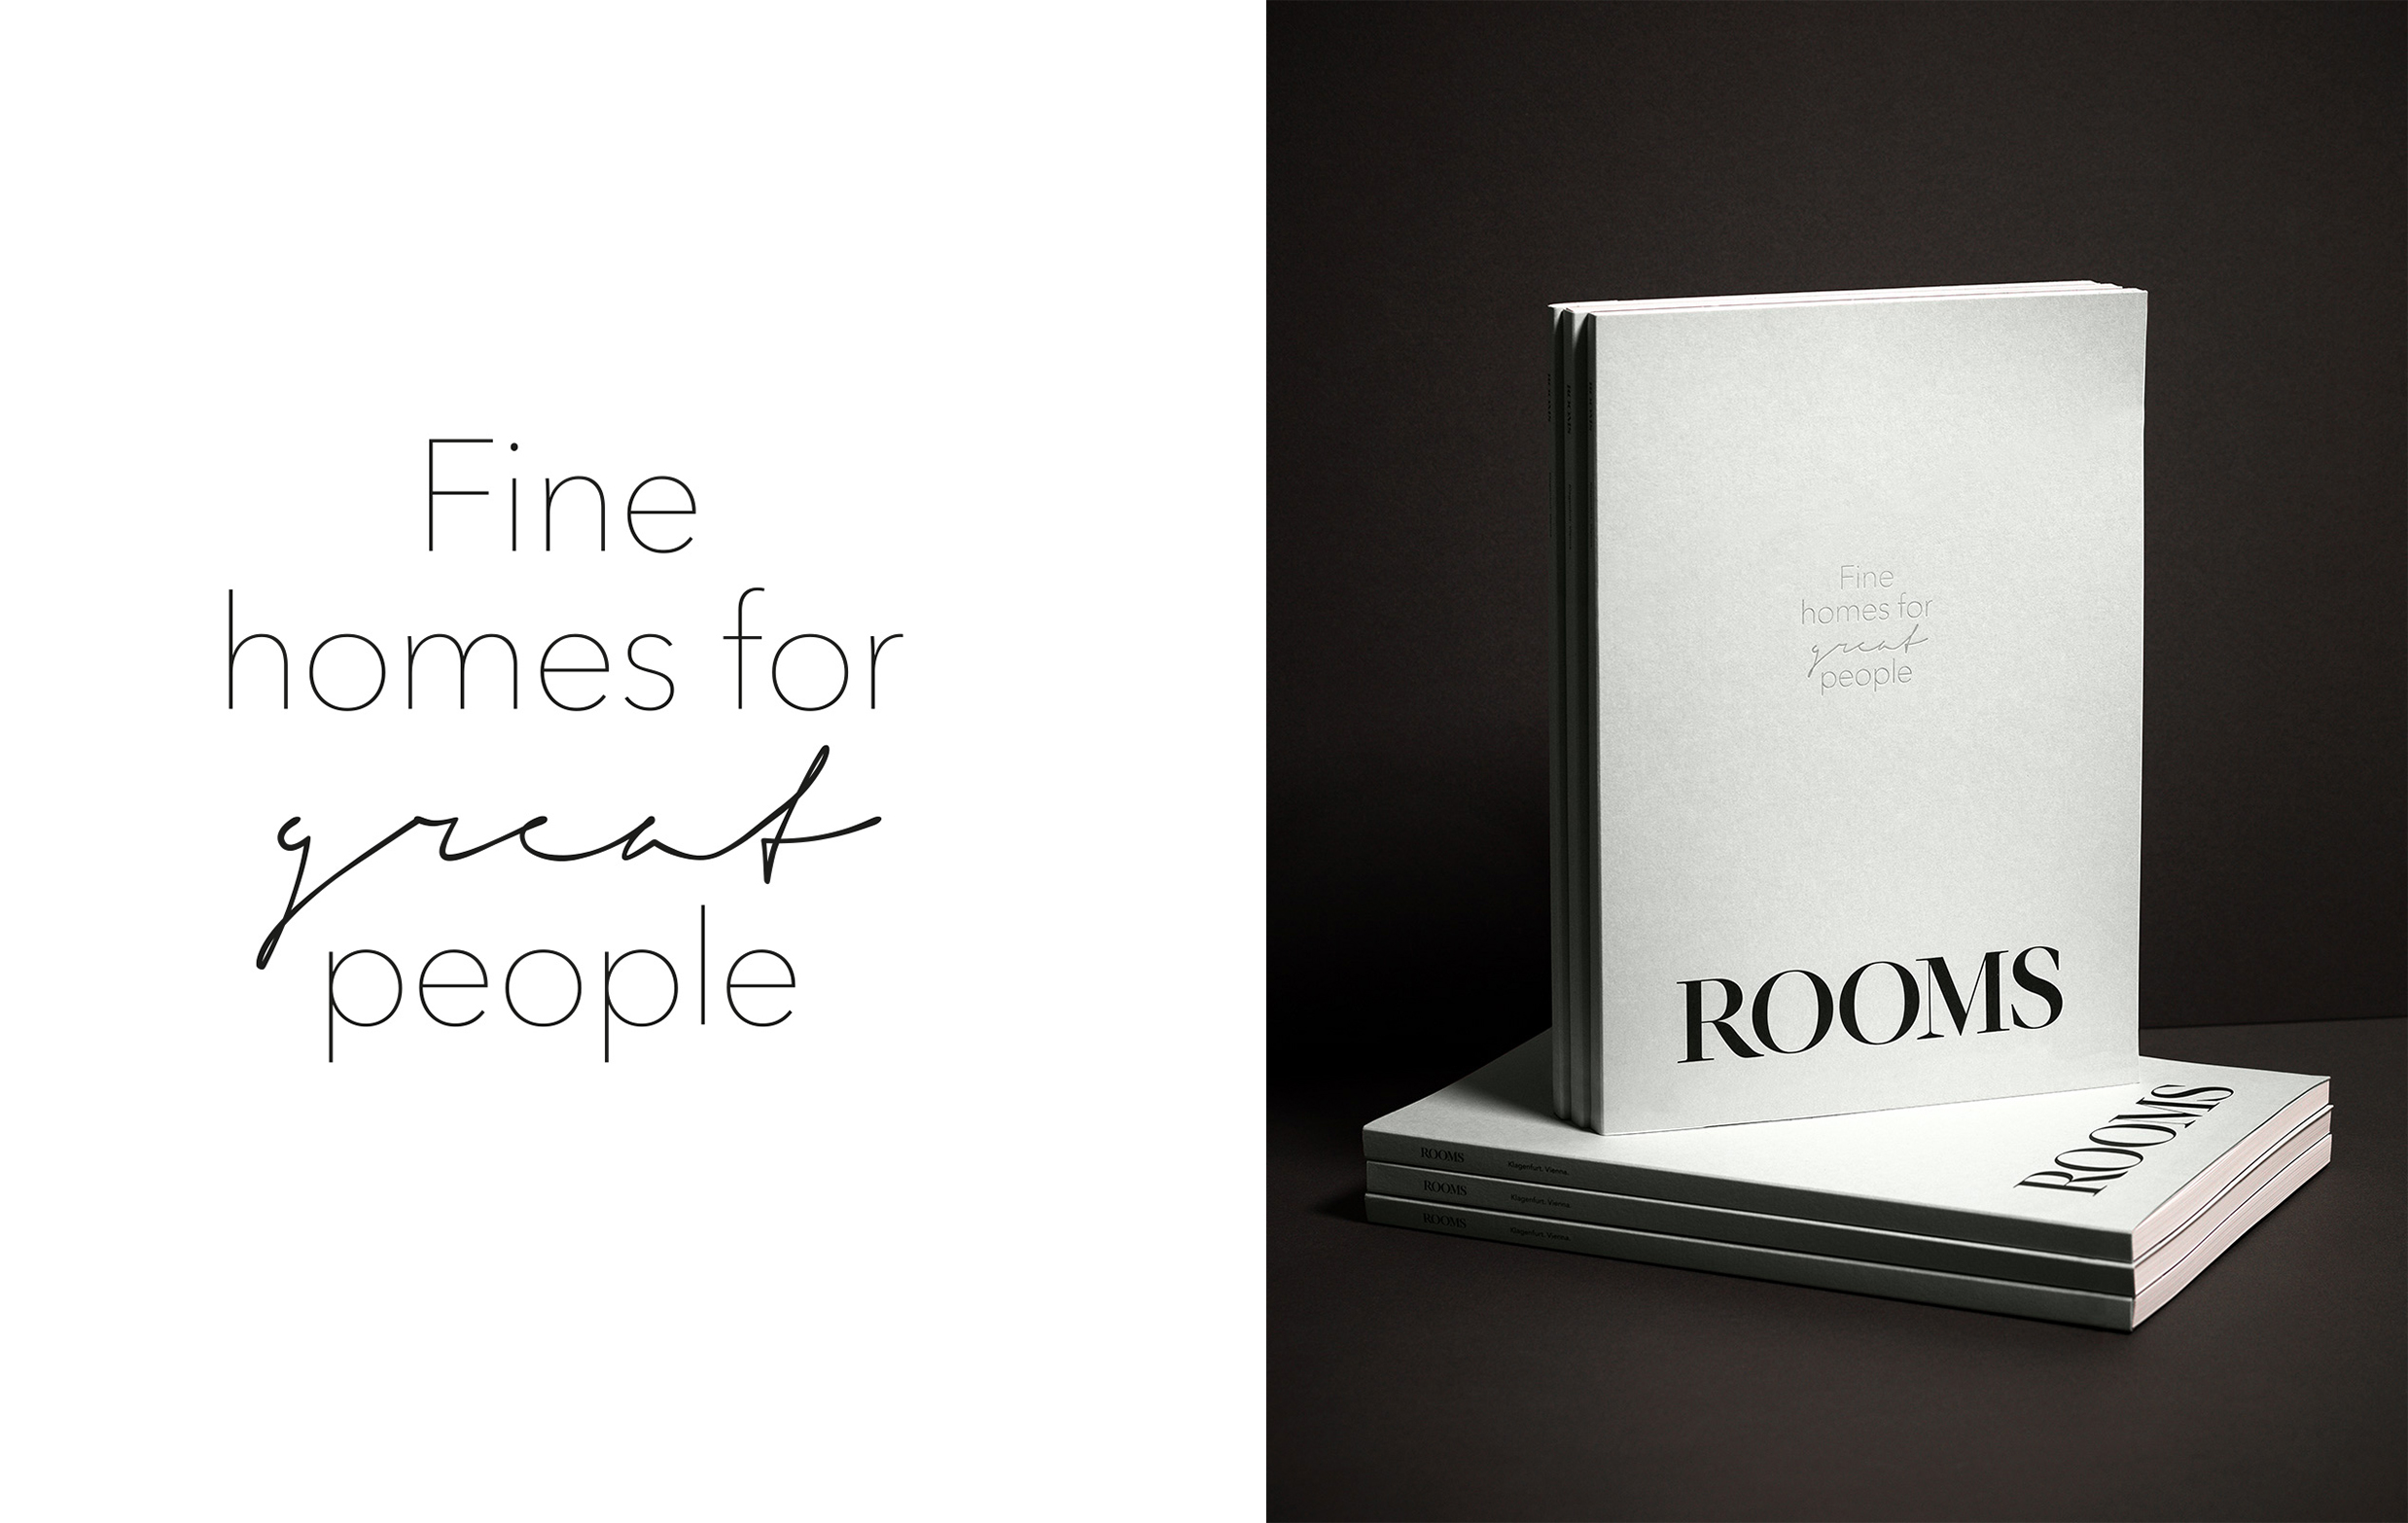 Fine
homes for
great
people
Fine
homes for
great
people
ROOMS
ROOMS
ROOMS Klagenfurt. Vienna.
ROOMS Klagenfurt. Vienna.
ROOMS Klagenfurt. Vienna.